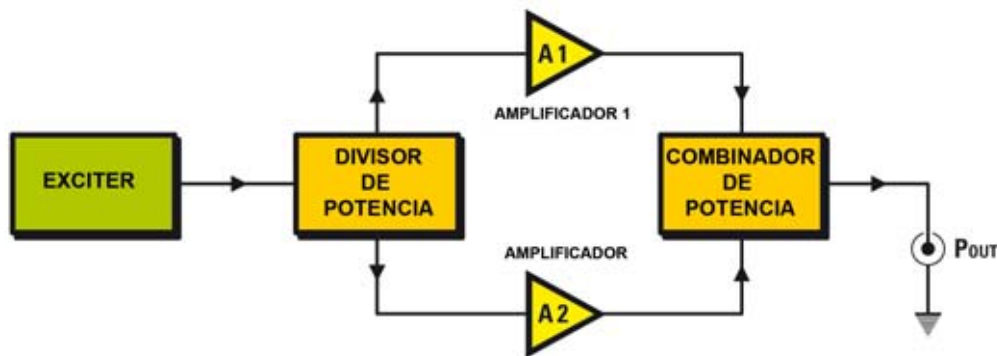 A1
AMPLIFICADOR 1
EXCITER
DIVISOR
DE
POTENCIA
COMBINADOR
DE
POTENCIA
AMPLIFICADOR
POUT
A2